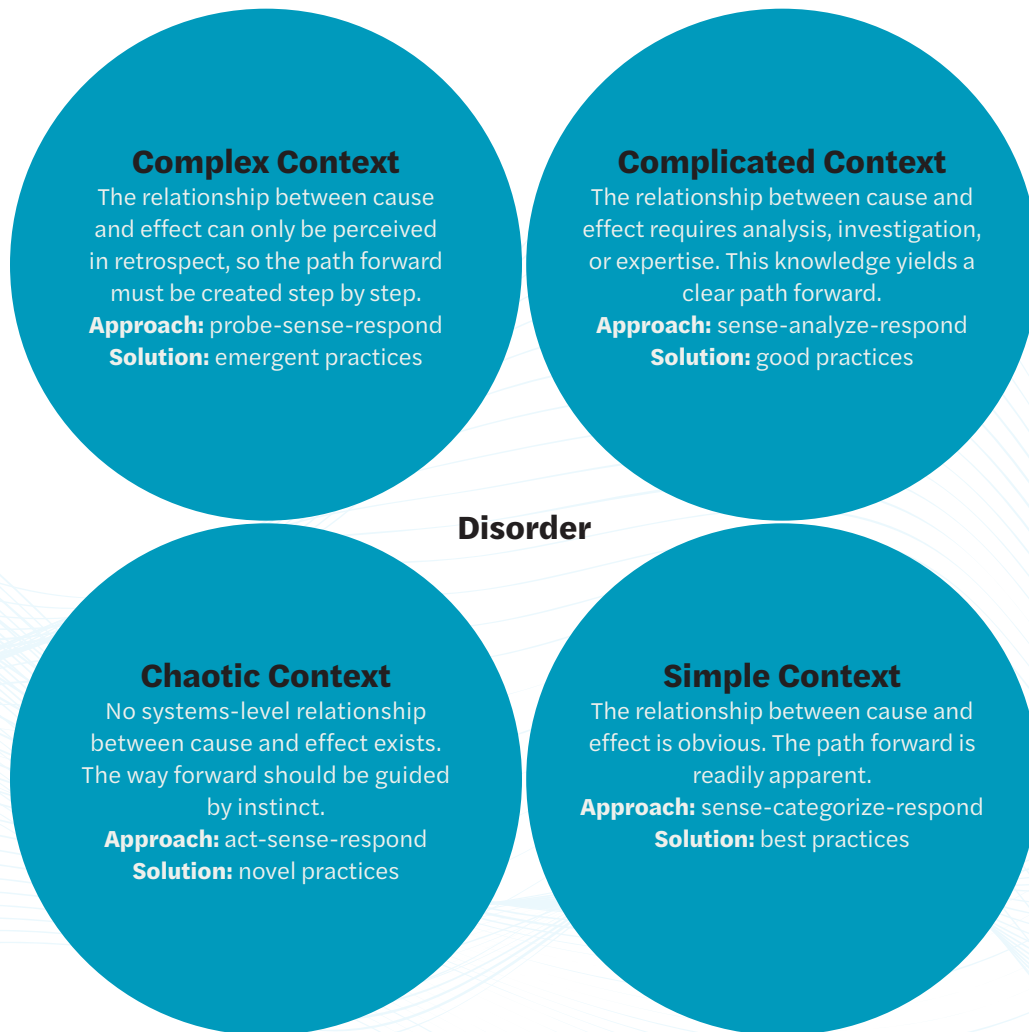 Complex Context
The relationship between cause
and effect can only be perceived
in retrospect, so the path forward
must be created step by step.
Approach: probe-sense-respond
Solution: emergent practices
Complicated Context
The relationship between cause and
effect requires analysis, investigation,
or expertise. This knowledge yields a
clear path forward.
Approach: sense-analyze-respond
Solution: good practices
Disorder
Chaotic Context
No systems-level relationship
between cause and effect exists.
The way forward should be guided
by instinct.
Approach: act-sense-respond
Solution: novel practices
Simple Context
The relationship between cause and
effect is obvious. The path forward is
readily apparent.
Approach: sense-categorize-respond
Solution: best practices